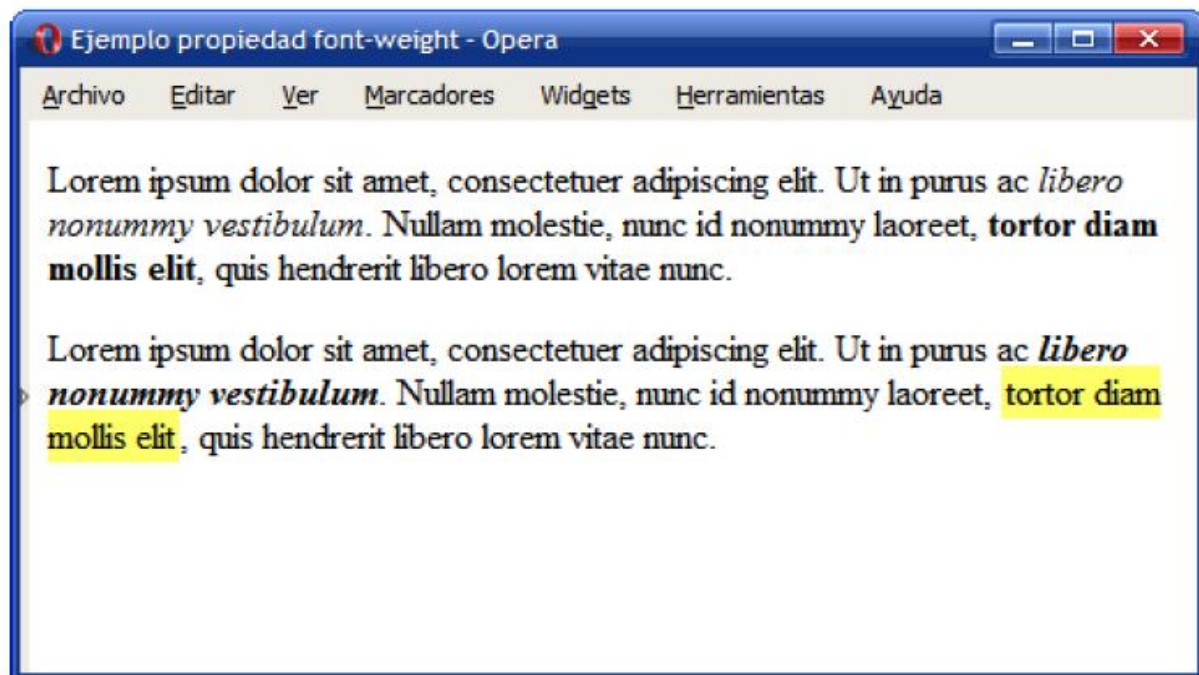 Ejemplo propiedad font-weight - Opera
Archivo Editar Ver Marcadores Widgets Herramientas Ayuda
Lorem ipsum dolor sit amet, consectetuer adipiscing elit. Ut in purus ac libero
nonummy vestibulum. Nullam molestie, nunc id nonummy laoreet, tortor diam
mollis elit, quis hendrerit libero lorem vitae nunc.
Lorem ipsum dolor sit amet, consectetuer adipiscing elit. Ut in purus ac libero
nonummy vestibulum. Nullam molestie, nunc id nonummy laoreet, tortor diam
mollis elit, quis hendrerit libero lorem vitae nunc.